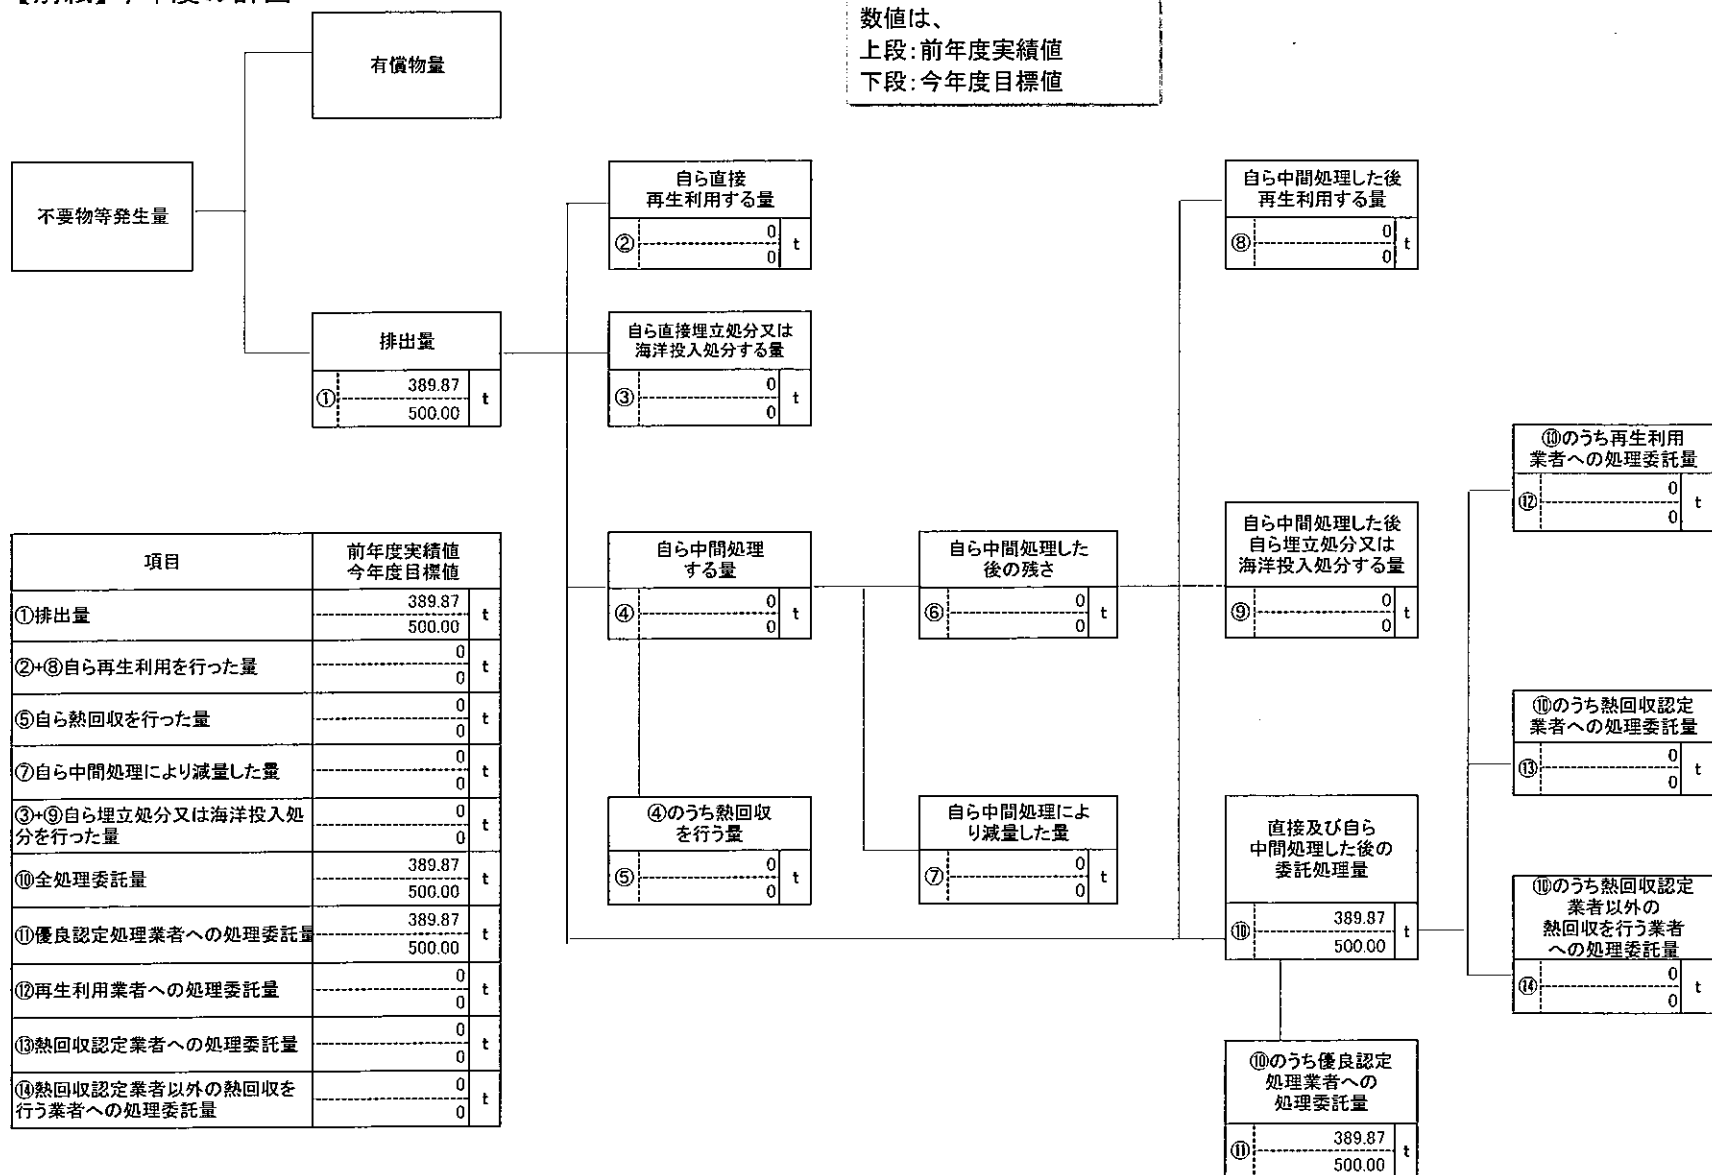 数値は、
上段:前年度実績値
下段:今年度目標値
有償物量
不要物等発生量
排出量
① 389.87 t
500.00
自ら直接
再生利用する量
② 0 t
0
自ら直接埋立処分又は
海洋投入処分する量
③ 0 t
0
自ら中間処理した後
再生利用する量
⑧ 0 t
0
自ら中間処理
する量
④ 0 t
0
自ら中間処理した
後の残さ
⑥ 0 t
0
自ら中間処理した後
自ら埋立処分又は
海洋投入処分する量
⑨ 0 t
0
④のうち熱回収
を行う量
⑤ 0 t
0
自ら中間処理によ
り減量した量
⑦ 0 t
0
直接及び自ら
中間処理した後の
委託処理量
⑩ 389.87 t
500.00
⑩のうち再生利用
業者への処理委託量
⑫ 0 t
0
⑩のうち熱回収認定
業者への処理委託量
⑬ 0 t
0
⑩のうち熱回収認定
業者以外の
熱回収を行う業者
への処理委託量
⑭ 0 t
0
⑩のうち優良認定
処理業者への
処理委託量
⑪ 389.87 t
500.00
項目 前年度実績値
今年度目標値
①排出量 389.87 t
500.00
②+⑧自ら再生利用を行った量 0 t
0
⑤自ら熱回収を行った量 0 t
0
⑦自ら中間処理により減量した量 0 t
0
③+⑨自ら埋立処分又は海洋投入処 0 t
分を行った量 0
⑩全処理委託量 389.87 t
500.00
⑪優良認定処理業者への処理委託量 389.87 t
500.00
⑫再生利用業者への処理委託量 0 t
0
⑬熱回収認定業者への処理委託量 0 t
0
⑭熱回収認定業者以外の熱回収を 0 t
行う業者への処理委託量 0